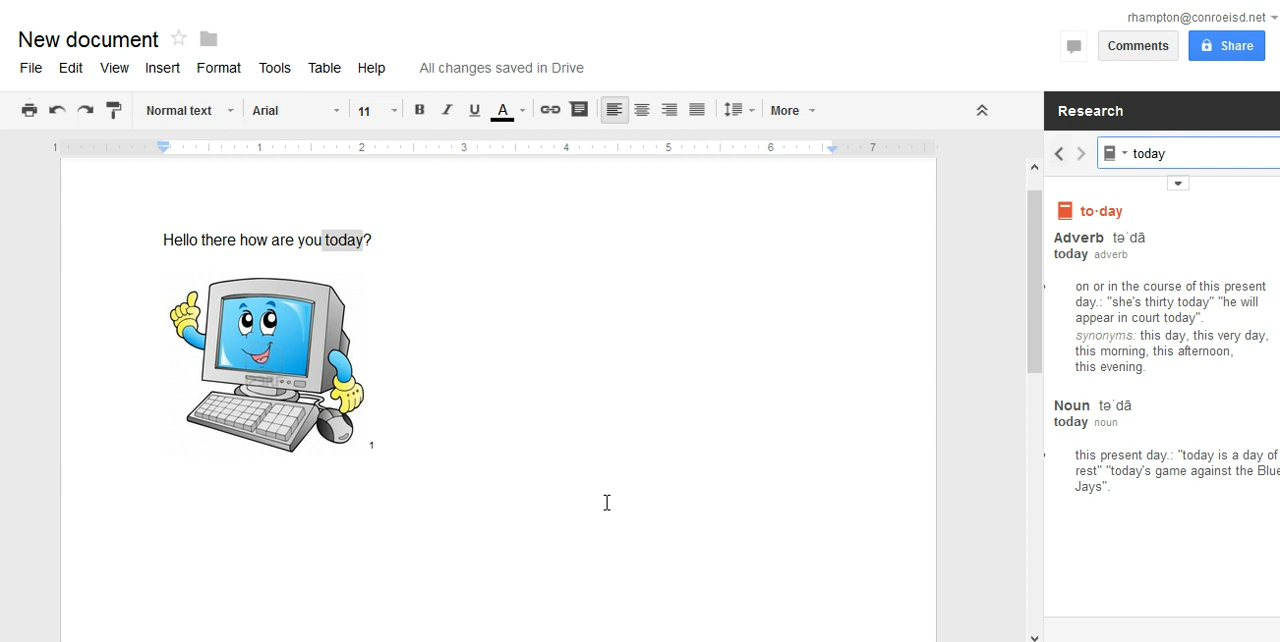 rhampton@conroeisd.net
New document
Comments
Share
File Edit View Insert Format Tools Table Help All changes saved in Drive
Normal text Arial 11 B I U A More
Research
1 1 2 3 4 5 6 7
today
to·day
Adverb təˈdā
today adverb
on or in the course of this present
day.: "she's thirty today" "he will
appear in court today".
synonyms: this day, this very day,
this morning, this afternoon,
this evening.
Noun təˈdā
today noun
this present day.: "today is a day of
rest" "today's game against the Blue
Jays".
Hello there how are you today?
1